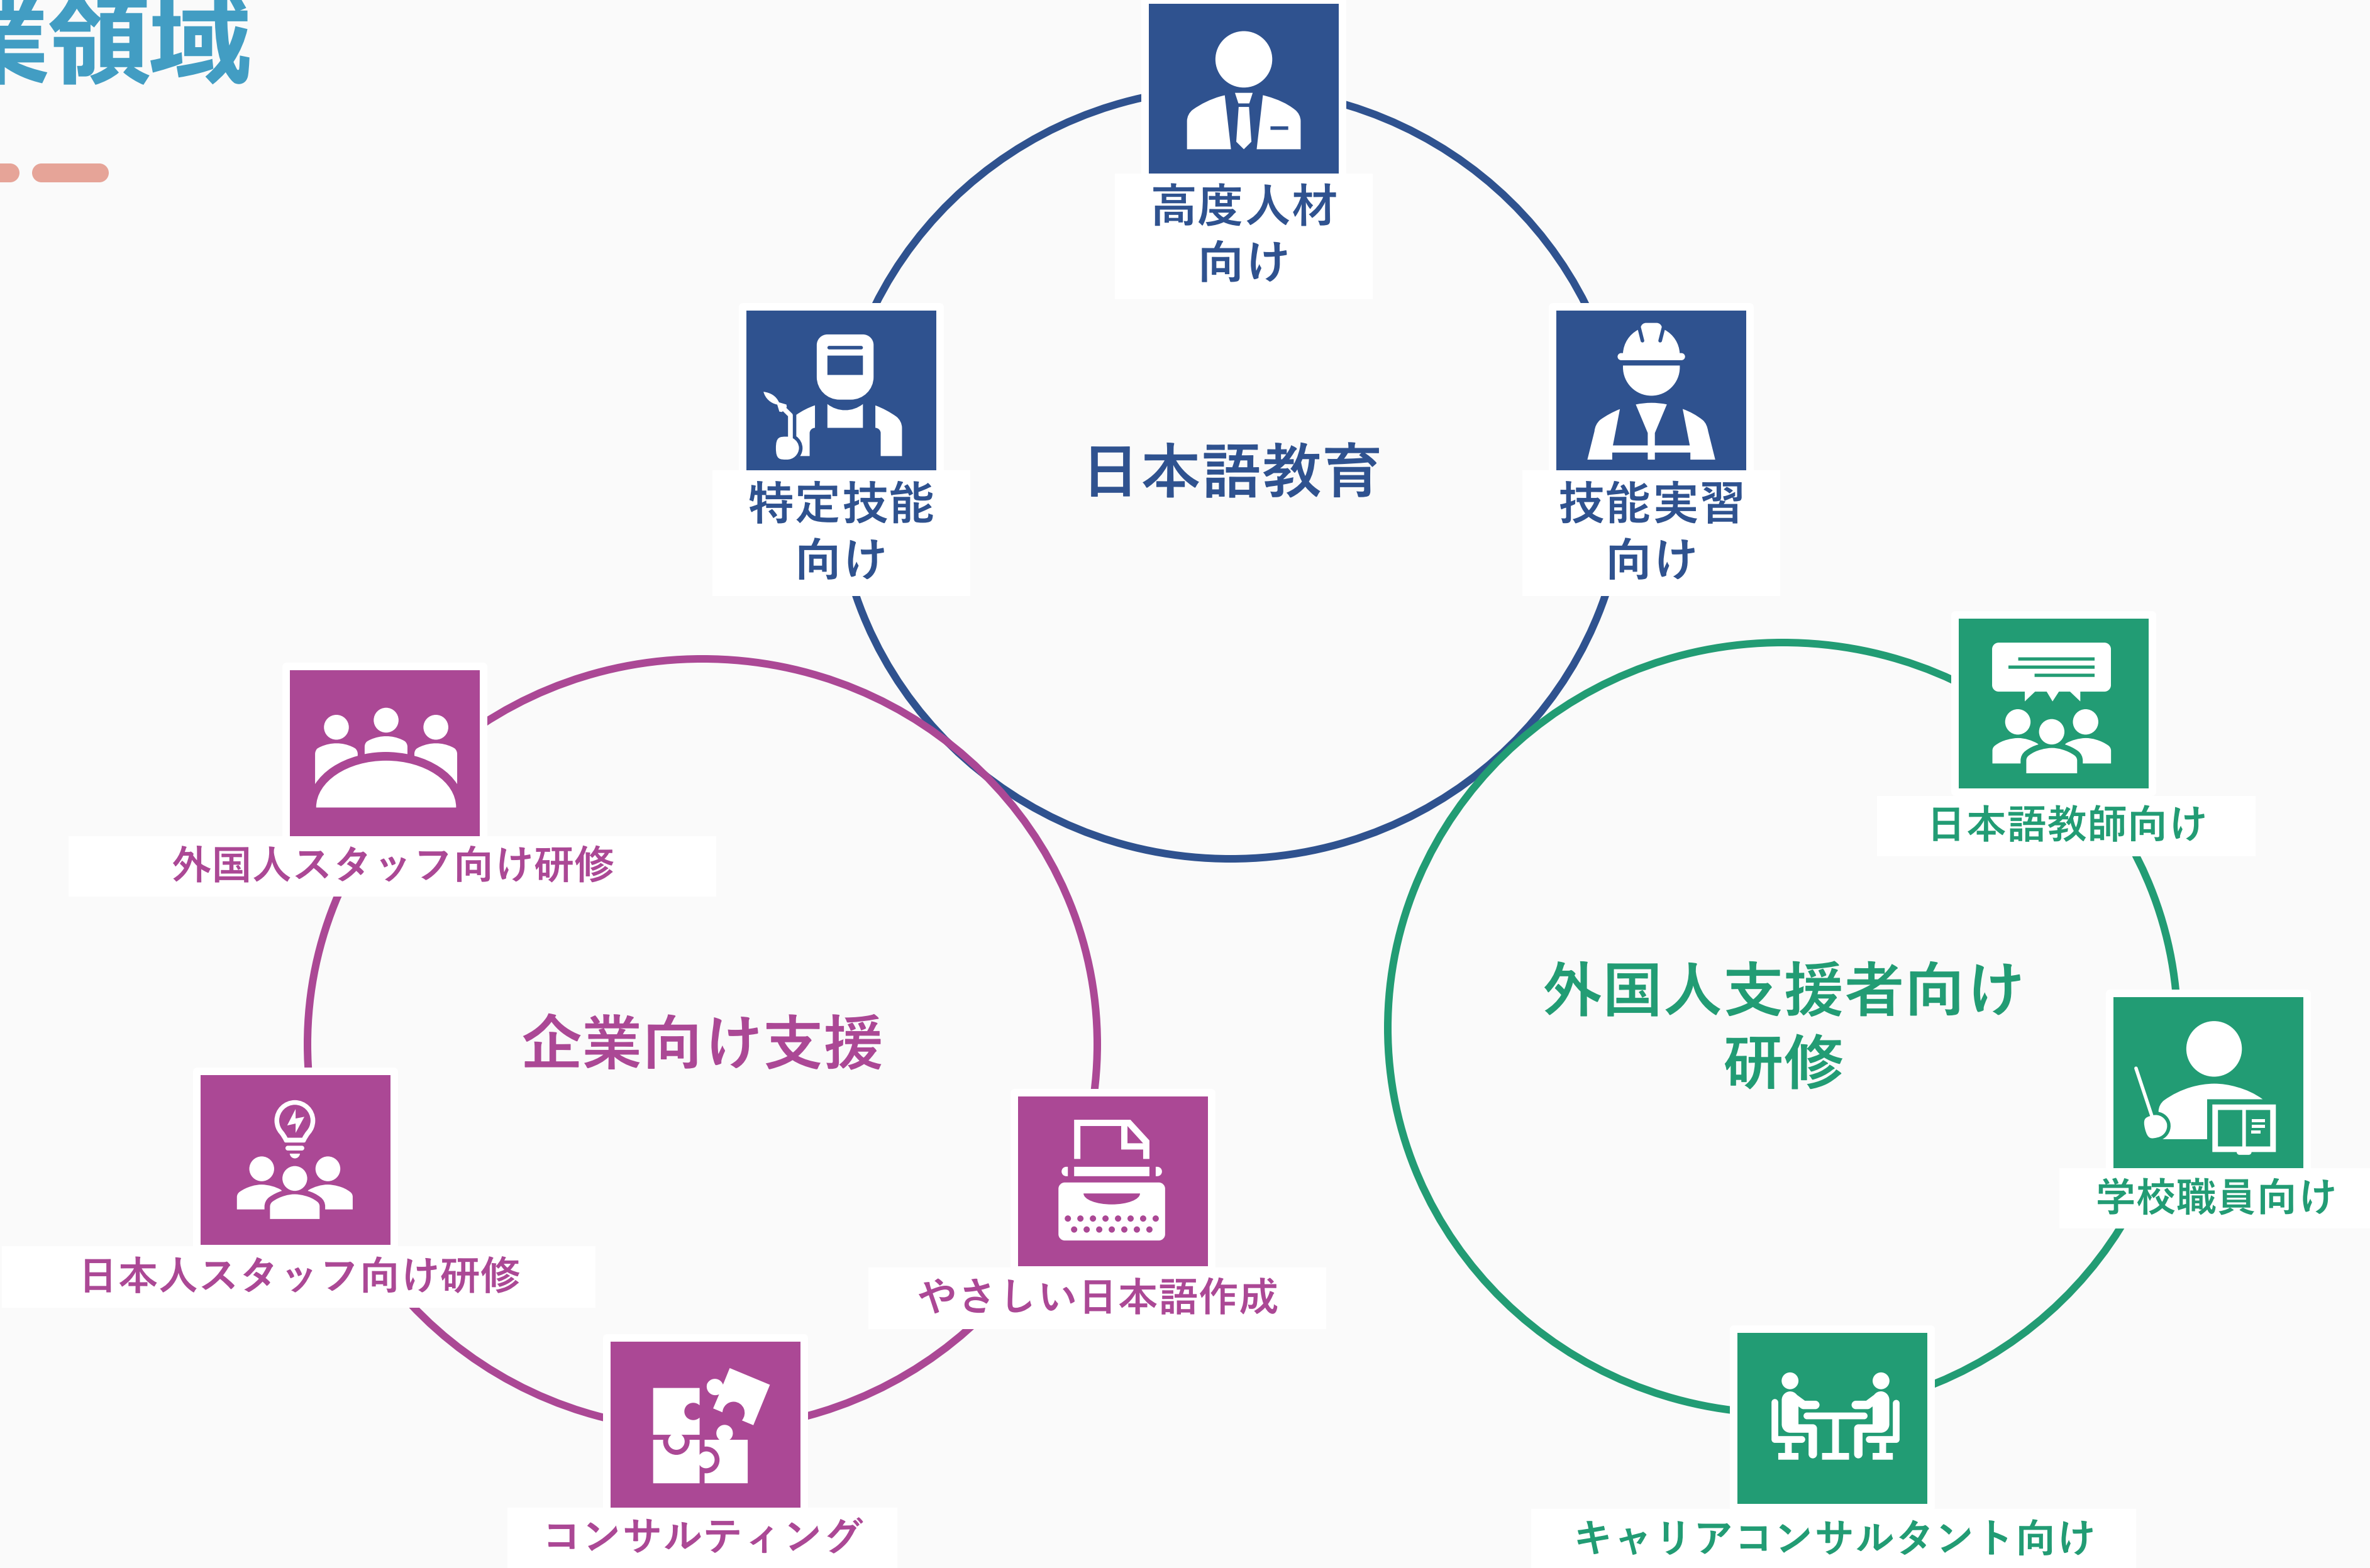 業領域
高度人材
向け
特定技能
向け
日本語教育
技能実習
向け
外国人スタッフ向け研修
日本語教師向け
企業向け支援
外国人支援者向け
研修
学校職員向け
日本人スタッフ向け研修
やさしい日本語作成
コンサルティング
キャリアコンサルタント向け